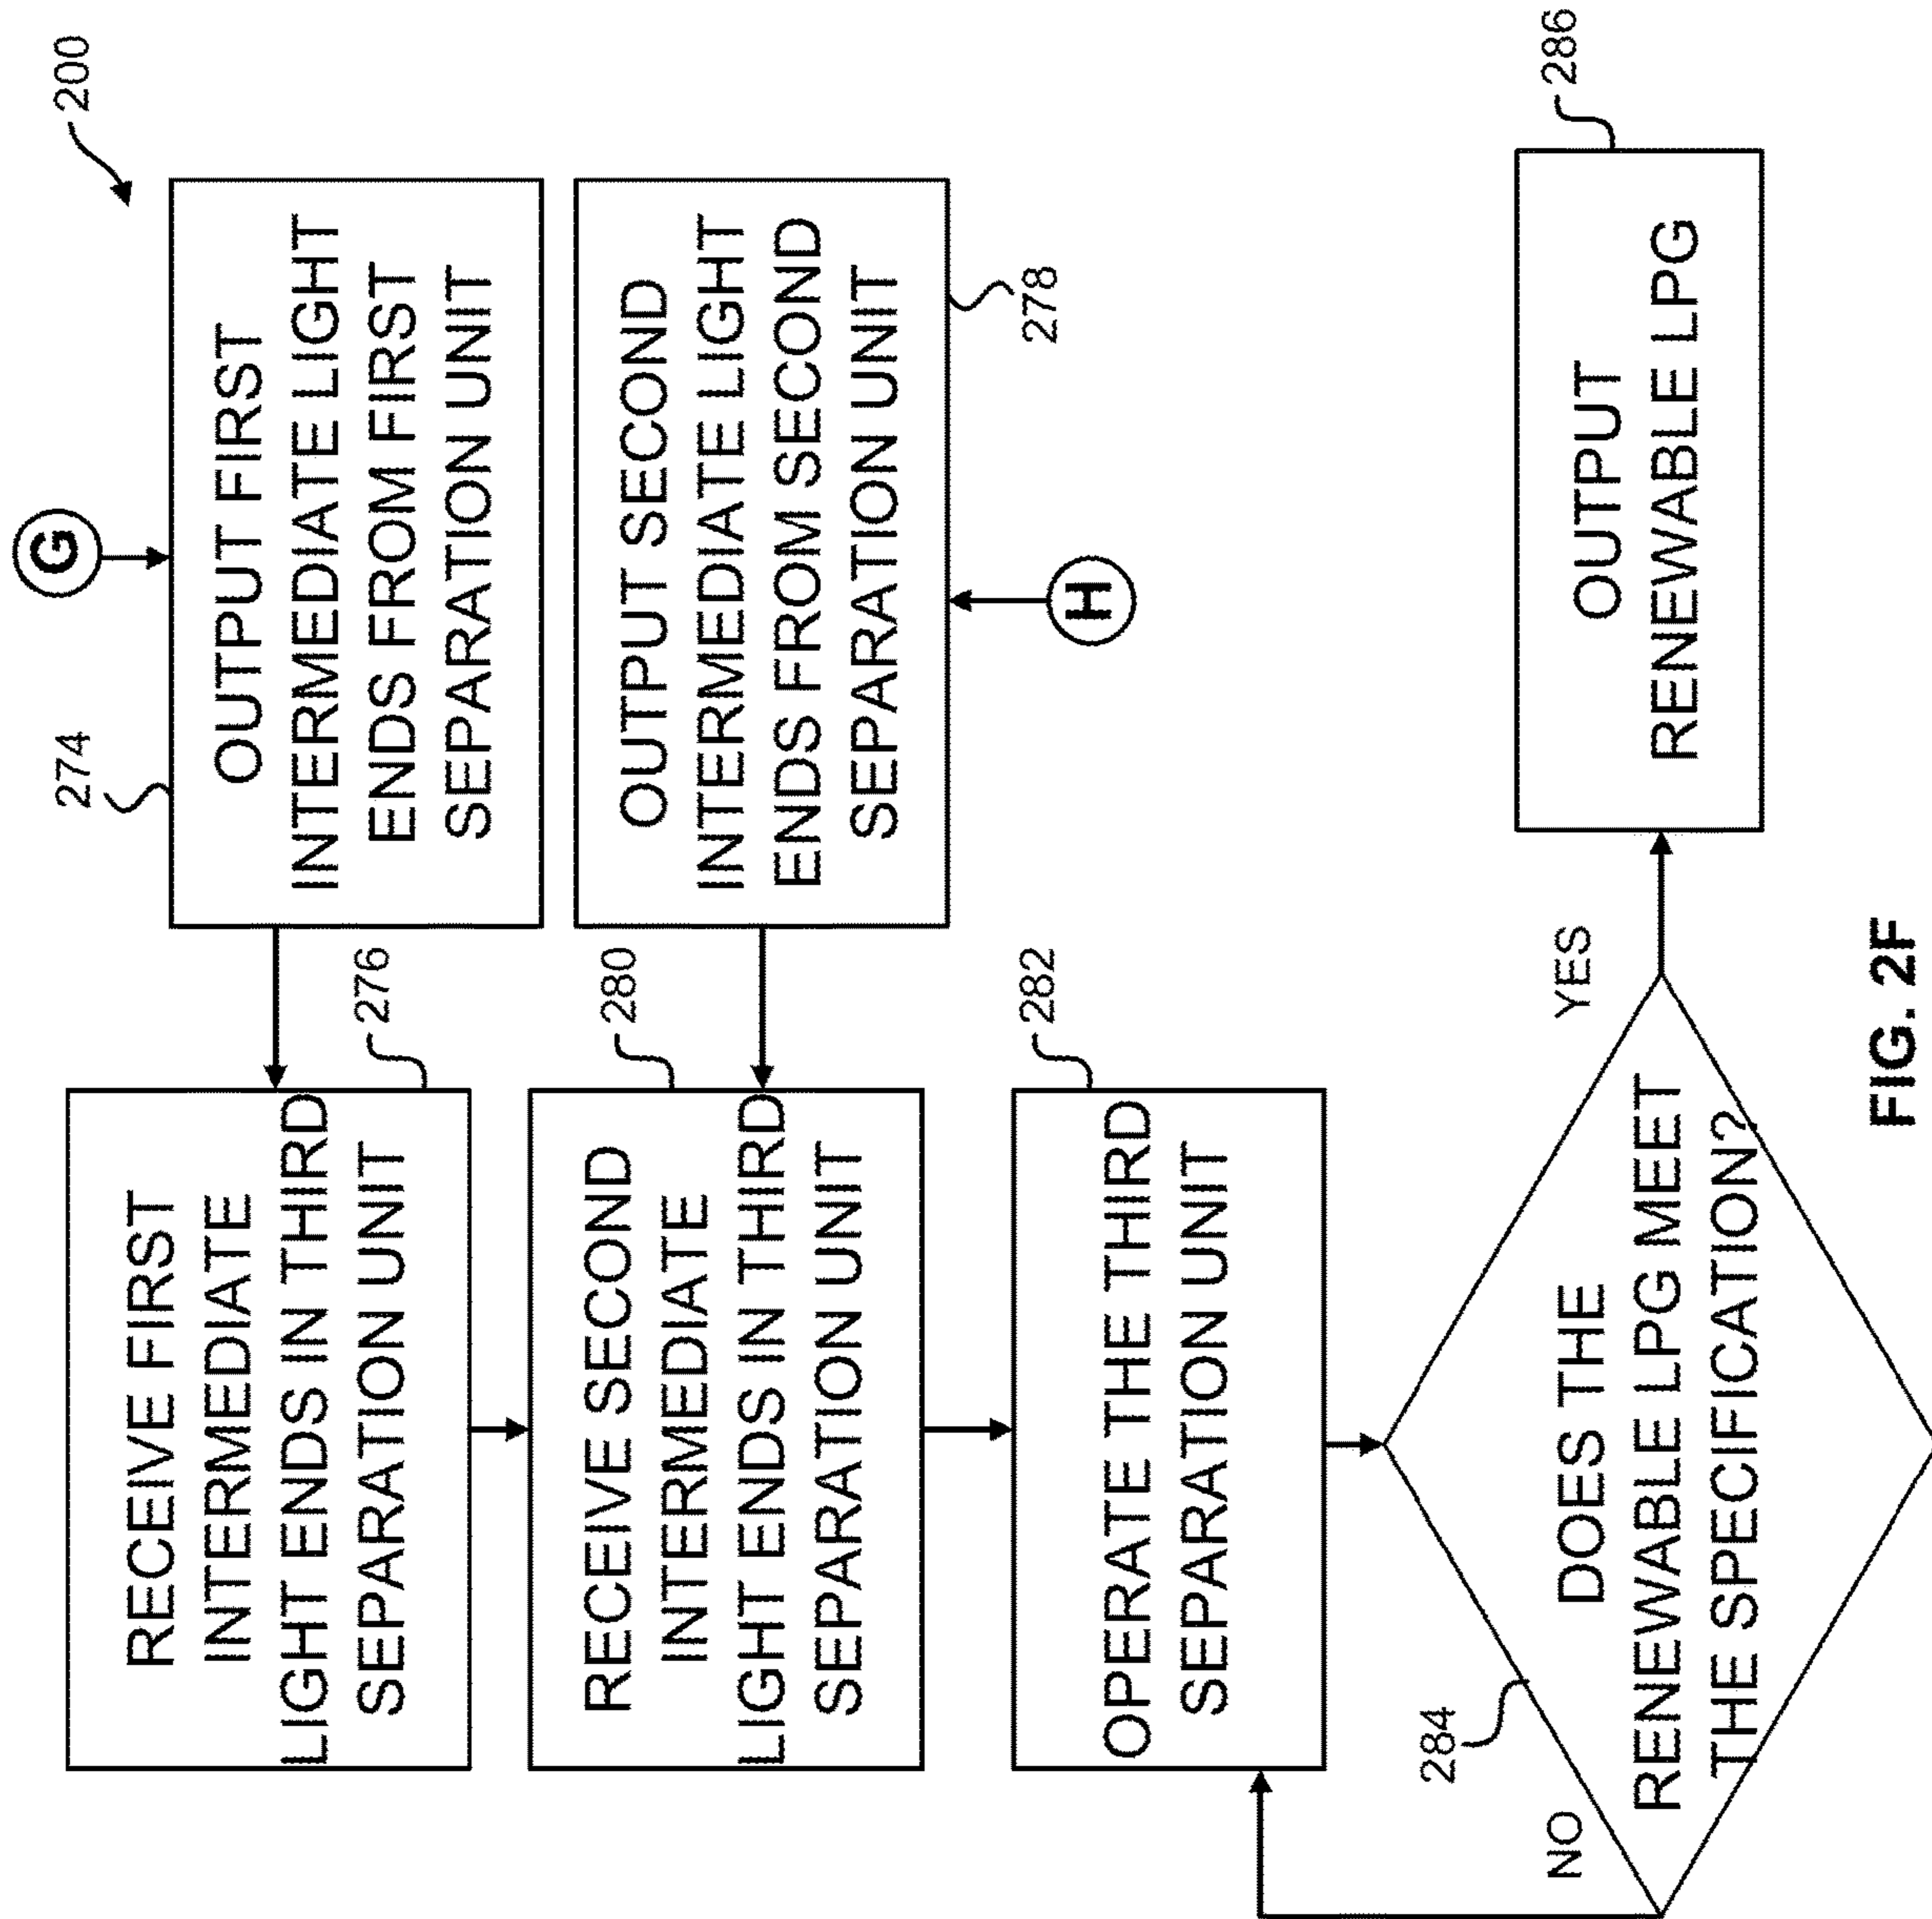 200
G
274
OUTPUT FIRST
INTERMEDIATE LIGHT
ENDS FROM FIRST
SEPARATION UNIT
RECEIVE FIRST
INTERMEDIATE
LIGHT ENDS IN THIRD
SEPARATION UNIT
276
OUTPUT SECOND
INTERMEDIATE LIGHT
ENDS FROM SECOND
SEPARATION UNIT
278
H
RECEIVE SECOND
INTERMEDIATE
LIGHT ENDS IN THIRD
SEPARATION UNIT
280
OPERATE THE THIRD
SEPARATION UNIT
282
284
DOES THE
RENEWABLE LPG MEET
THE SPECIFICATION?
NO
YES
OUTPUT
RENEWABLE LPG
286
FIG. 2F